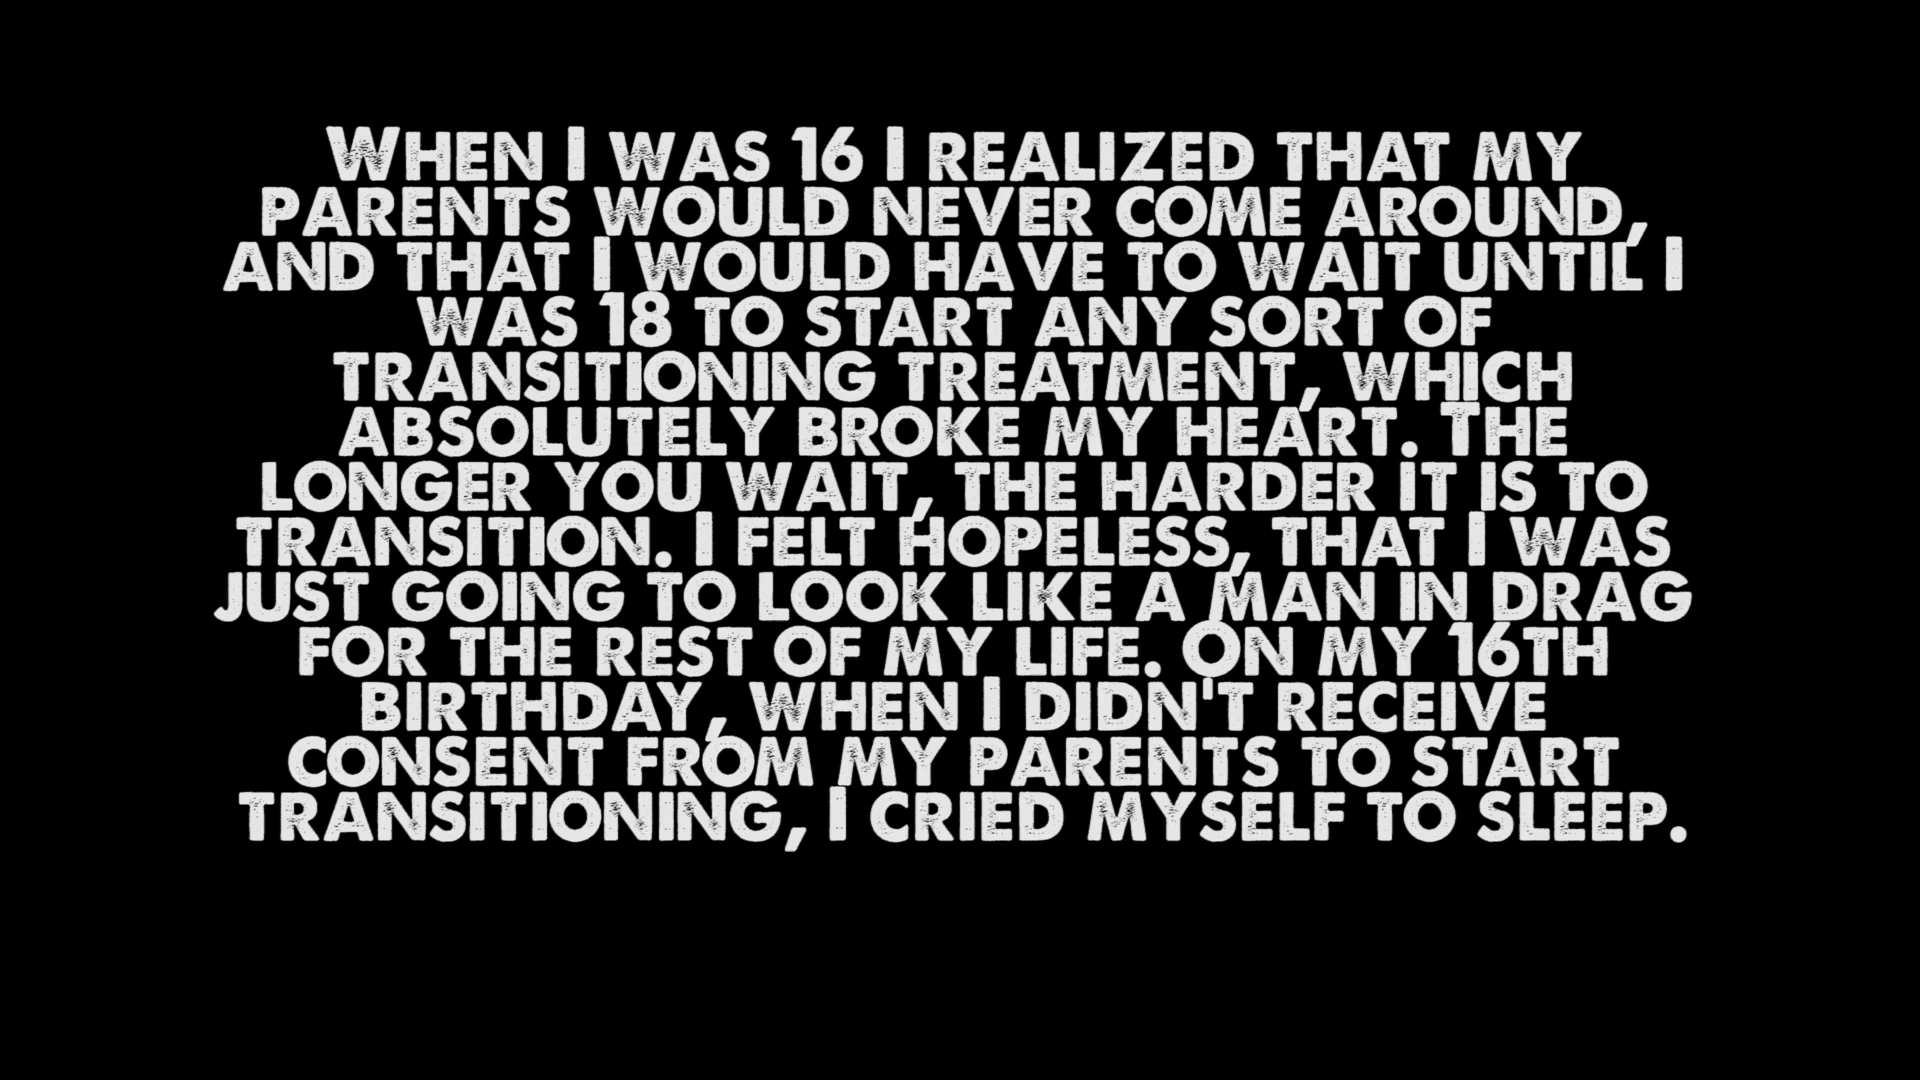 When I was 16 I realized that my
parents would never come around,
and that I would have to wait until I
was 18 to start any sort of
transitioning treatment, which
absolutely broke my heart. The
longer you wait, the harder it is to
transition. I felt hopeless, that I was
just going to look like a man in drag
for the rest of my life. On my 16th
birthday, when I didn't receive
consent from my parents to start
transitioning, I cried myself to sleep.